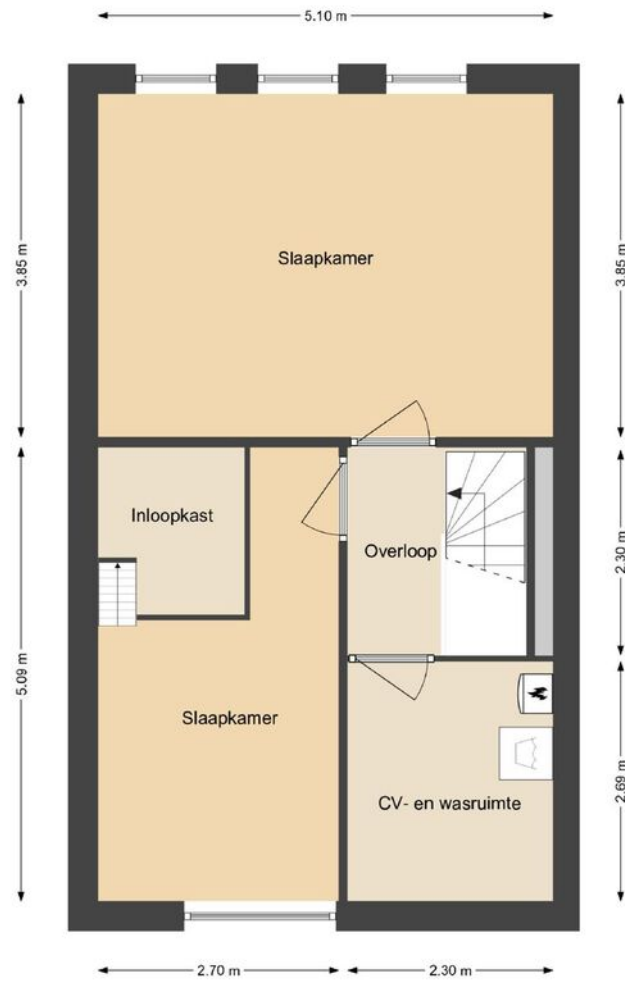 5.10 m
3.85 m
3.85 m
Slaapkamer
Inloopkast
Overloop
2.30 m
5.09 m
Slaapkamer
CV- en wasruimte
2.69 m
2.70 m
2.30 m